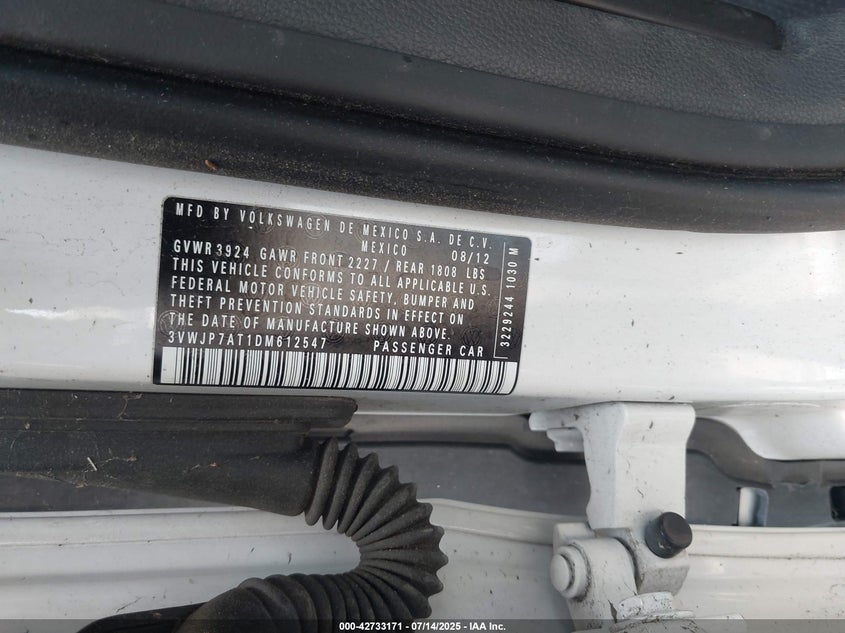 MFD BY VOLKSWAGEN DE MEXICO S.A. DE C.V.
MEXICO 08/12
GVWR 3924 GAWR FRONT 2227 / REAR 1808 LBS
THIS VEHICLE CONFORMS TO ALL APPLICABLE U.S.
FEDERAL MOTOR VEHICLE SAFETY, BUMPER AND
THEFT PREVENTION STANDARDS IN EFFECT ON
THE DATE OF MANUFACTURE SHOWN ABOVE.
3VWJP7AT1DM612547 PASSENGER CAR
3229244 1030 M
000-42733171 07/14/2025 IAA Inc.